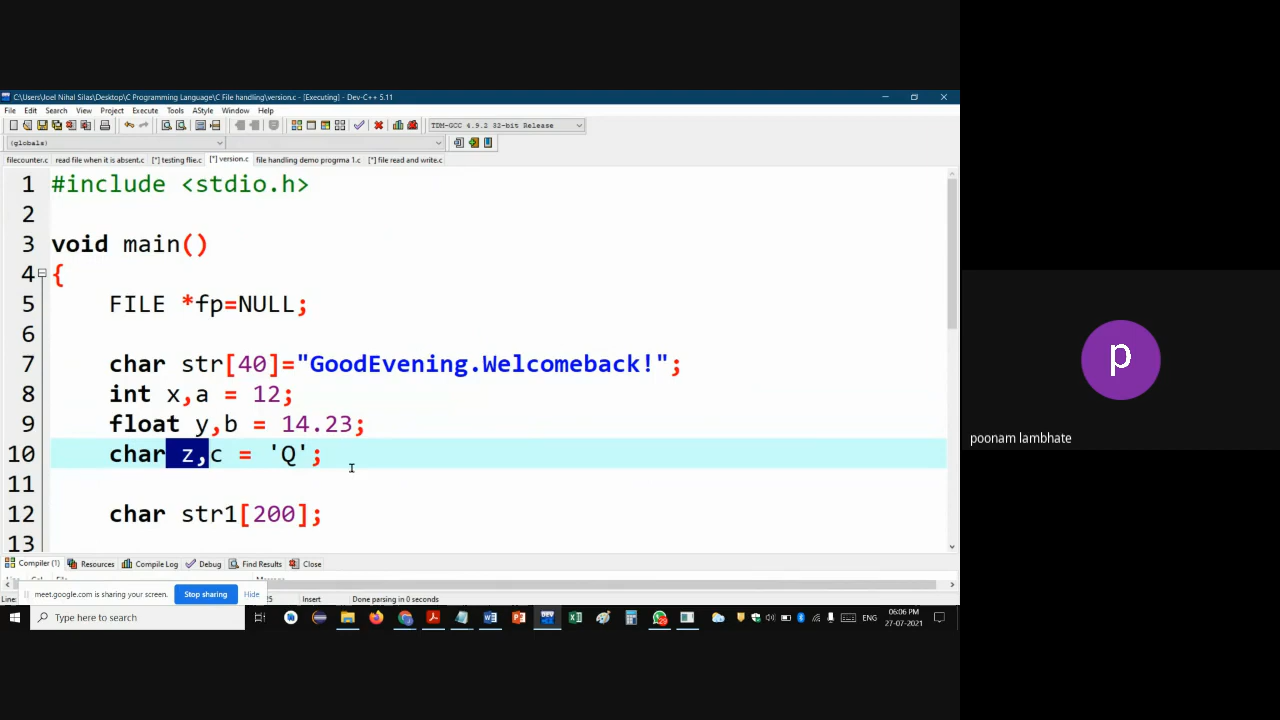 C:\Users\Joel Nihal Silas\Desktop\C Programming Language\C File handling\version.c - [Executing] - Dev-C++ 5.11
File Edit Search View Project Execute Tools AStyle Window Help
TDM-GCC 4.9.2 32-bit Release
(globals)
filecounter.c read file when it is absent.c [*] testing flie.c [*] version.c file handling demo progrma 1.c [*] file read and write.c
1 #include <stdio.h>
2
3 void main()
4 {
5 FILE *fp=NULL;
6
7 char str[40]="GoodEvening.Welcomeback!";
8 int x,a = 12;
9 float y,b = 14.23;
10 char z,c = 'Q';
11
12 char str1[200];
13
p
poonam lambhate
Compiler (1) Resources Compile Log Debug Find Results Close
meet.google.com is sharing your screen. Stop sharing Hide
Line: Insert Done parsing in 0 seconds
Type here to search
DEV
ENG
06:06 PM
27-07-2021